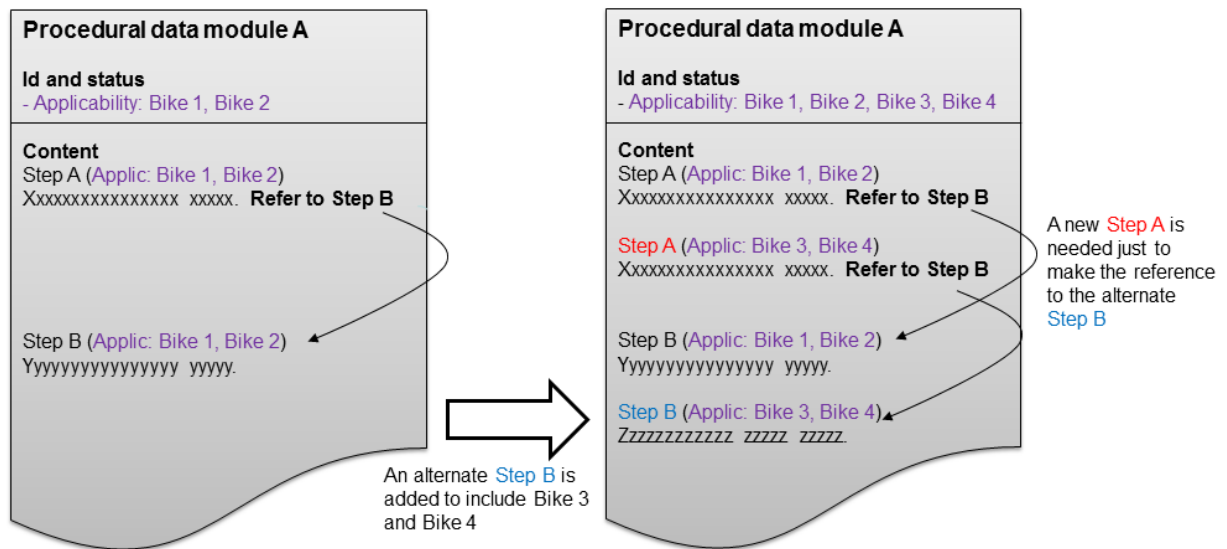 Procedural data module A
Id and status
- Applicability: Bike 1, Bike 2
Content
Step A (Applic: Bike 1, Bike 2)
Xxxxxxxxxxxxxxxx xxxxx. Refer to Step B
Step B (Applic: Bike 1, Bike 2)
Yyyyyyyyyyyyyyyy yyyyy.
An alternate Step B is
added to include Bike 3
and Bike 4
Procedural data module A
Id and status
- Applicability: Bike 1, Bike 2, Bike 3, Bike 4
Content
Step A (Applic: Bike 1, Bike 2)
Xxxxxxxxxxxxxxxx xxxxx. Refer to Step B
Step A (Applic: Bike 3, Bike 4)
Xxxxxxxxxxxxxxxx xxxxx. Refer to Step B
Step B (Applic: Bike 1, Bike 2)
Yyyyyyyyyyyyyyyy yyyyy.
Step B (Applic: Bike 3, Bike 4)
Zzzzzzzzzzzz zzzzz zzzzz.
A new Step A is
needed just to
make the reference
to the alternate
Step B